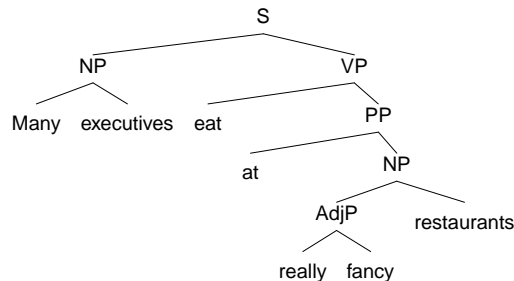 S
NP VP
Many executives eat PP
at NP
AdjP restaurants
really fancy